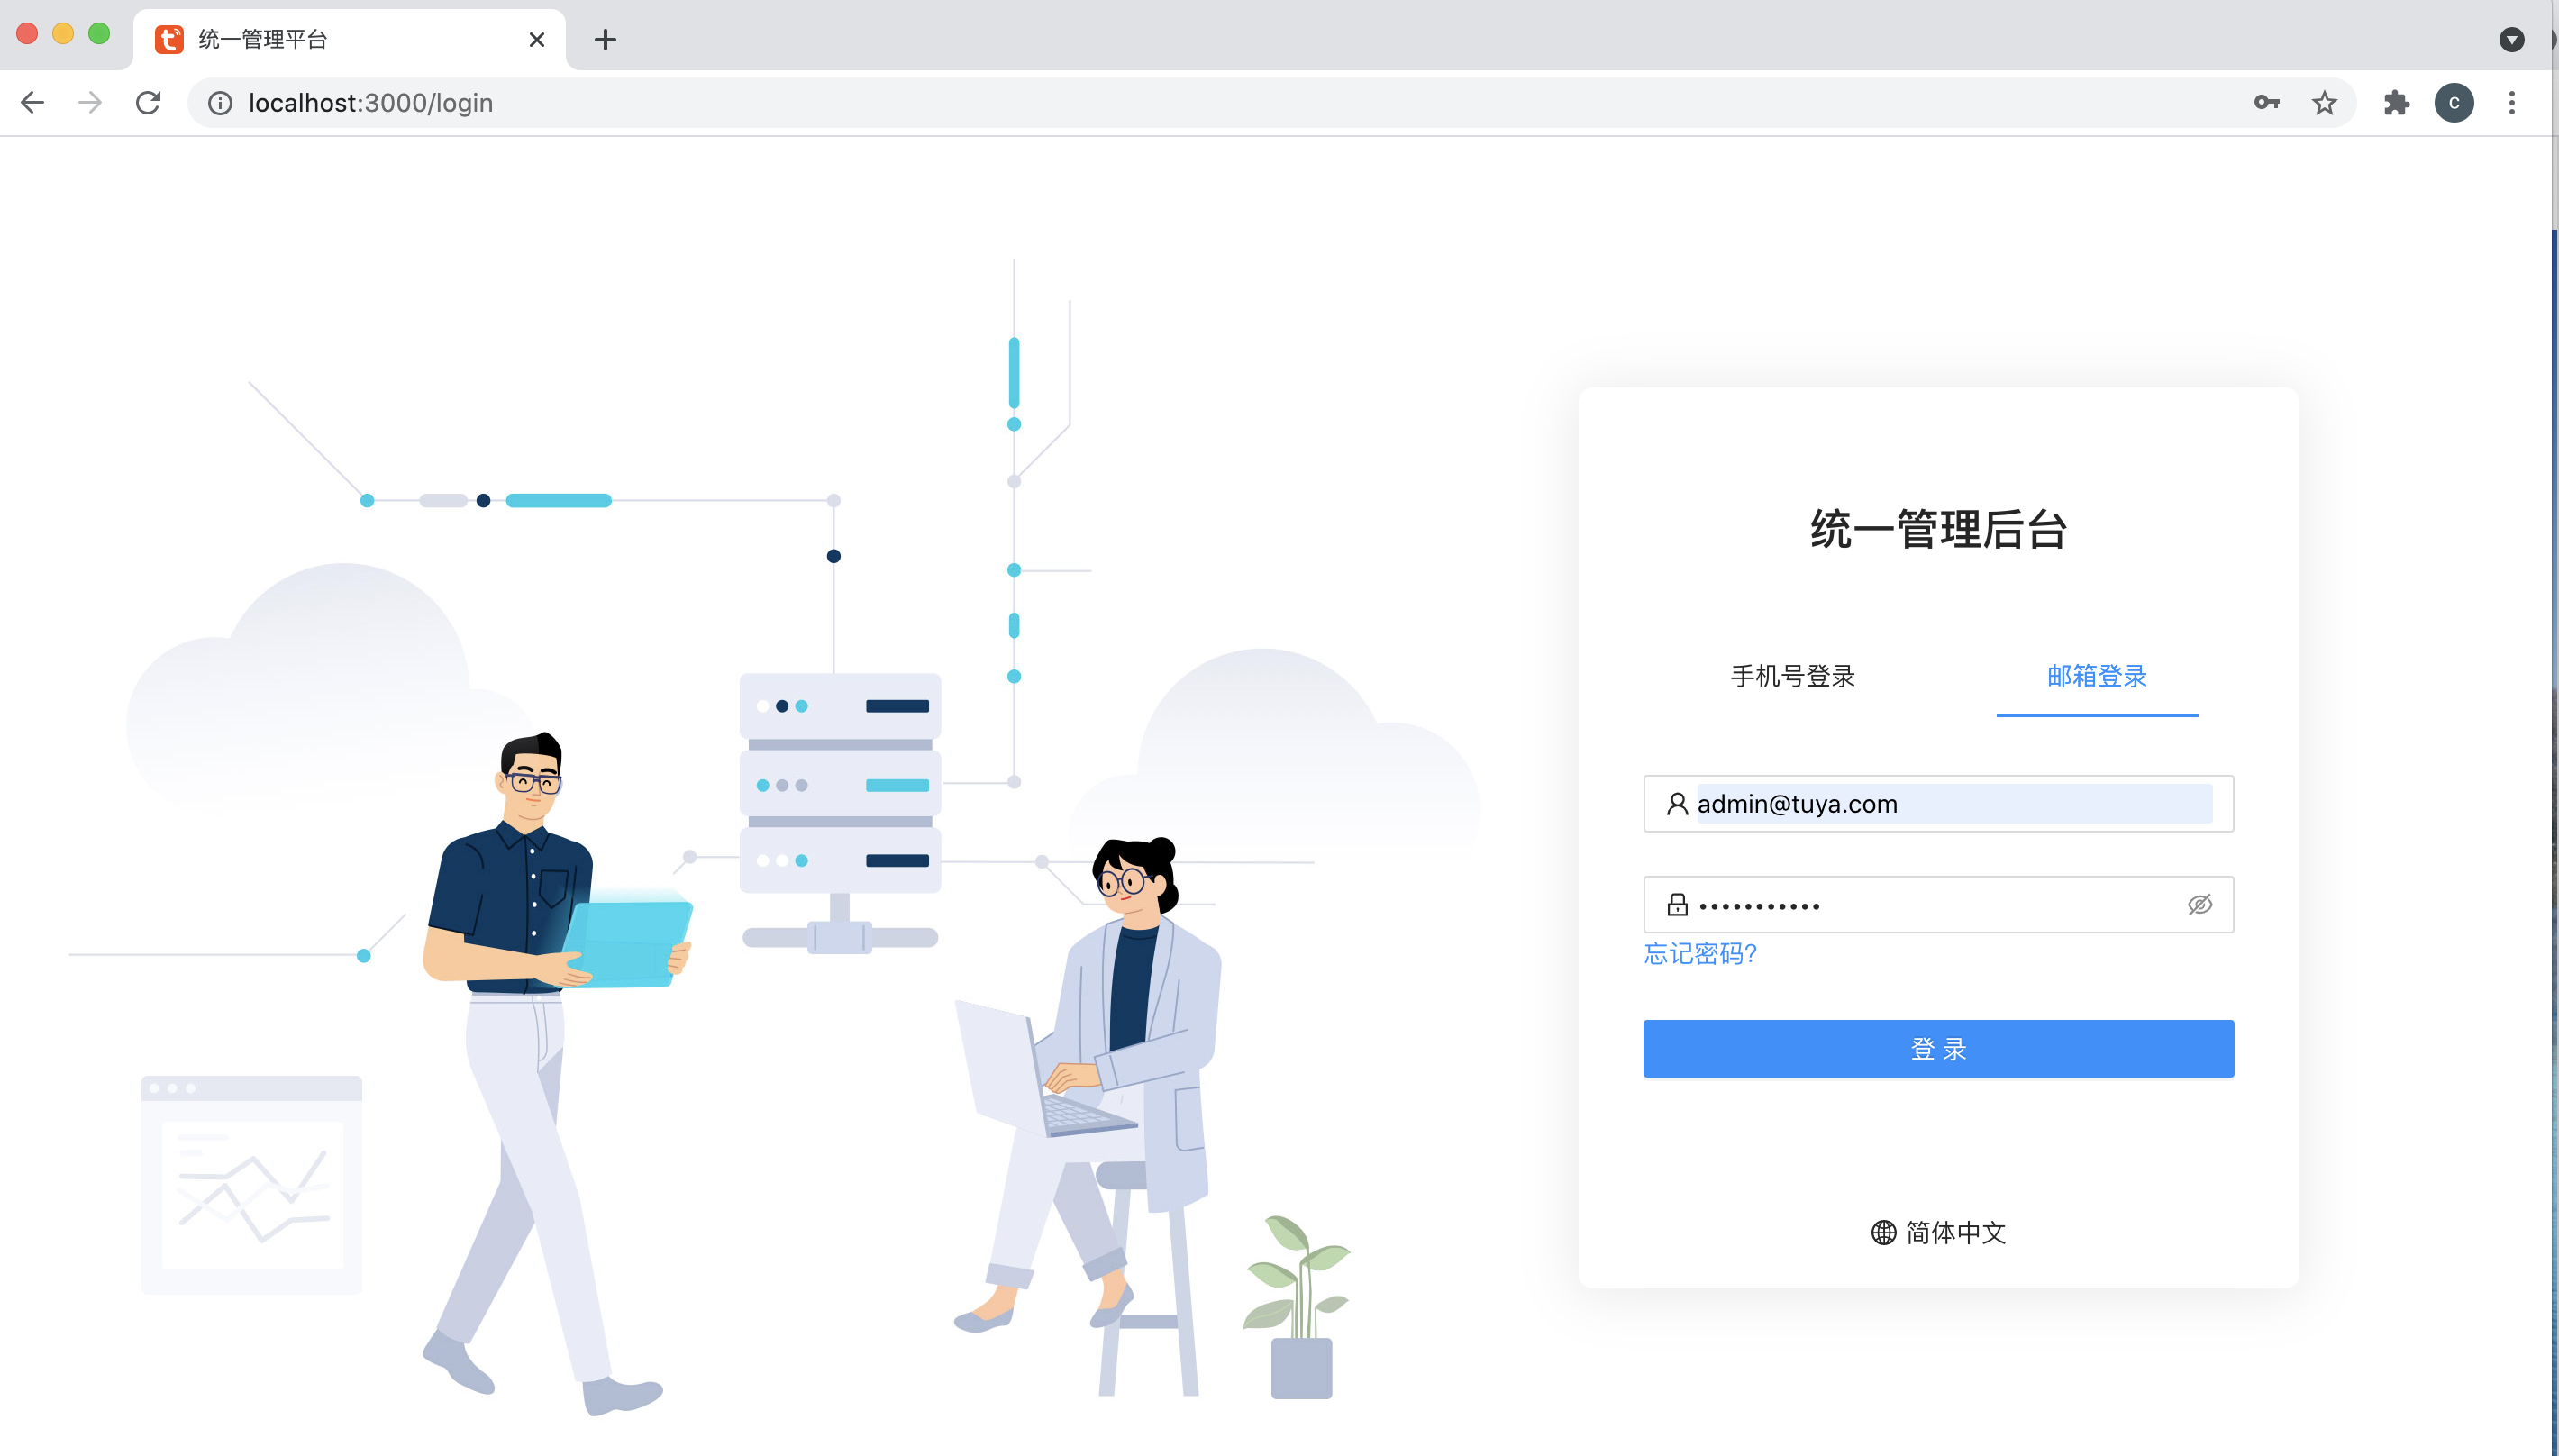 统一管理平台
localhost:3000/login
C
统一管理后台
手机号登录 邮箱登录
admin@tuya.com
•••••••••••
忘记密码?
登 录
简体中文